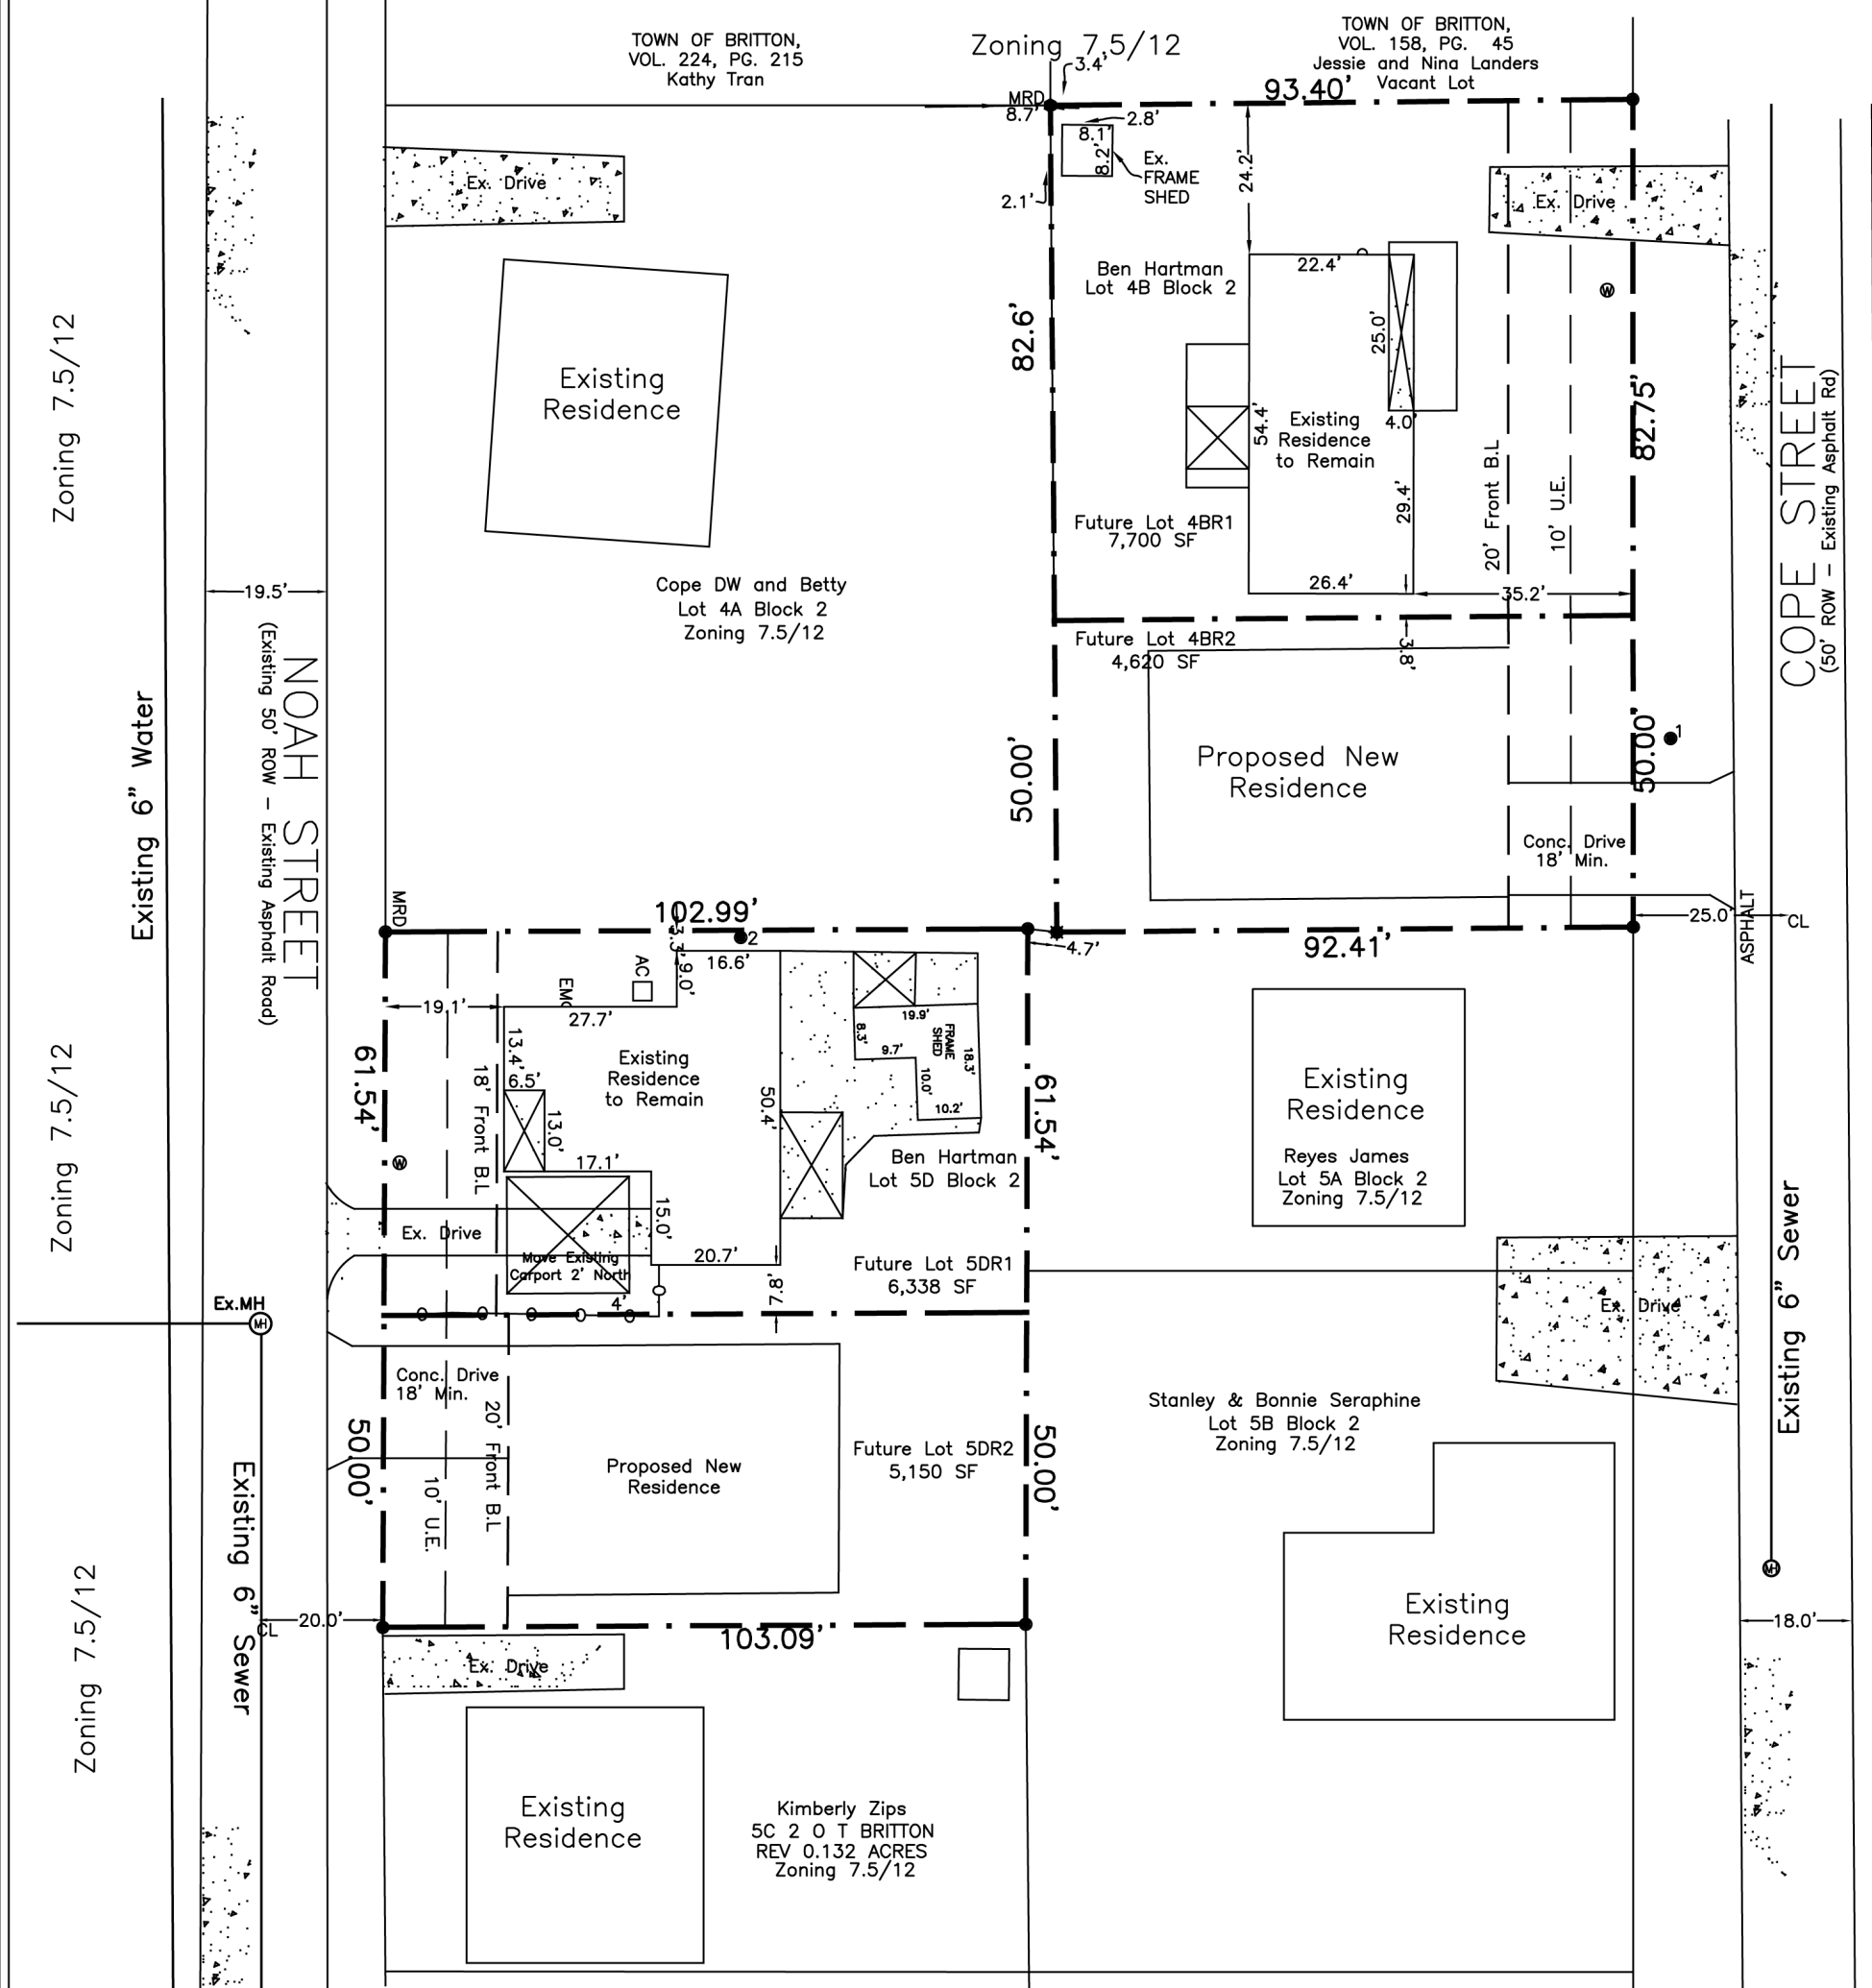 TOWN OF BRITTON,
VOL. 224, PG. 215
Kathy Tran
Zoning 7.5/12
TOWN OF BRITTON,
VOL. 158, PG. 45
Jessie and Nina Landers
Vacant Lot
3.4'
MRD
8.7'
93.40'
2.8'
8.1'
8.2'
Ex.
FRAME
SHED
2.1'
24.2'
Ex. Drive
Ex. Drive
Ben Hartman
Lot 4B Block 2
22.4'
W
82.6'
25.0'
Existing
Residence
Zoning 7.5/12
4.0'
54.4'
Existing
Residence
to Remain
82.75'
COPE STREET
(50' ROW - Existing Asphalt Rd)
20' Front B.L
10' U.E.
29.4'
Future Lot 4BR1
7,700 SF
26.4'
35.2'
19.5'
Cope DW and Betty
Lot 4A Block 2
Zoning 7.5/12
Future Lot 4BR2
4,620 SF
3.8'
NOAH STREET
(Existing 50' ROW - Existing Asphalt Road)
Existing 6" Water
50.00'
50.00'
1
Proposed New
Residence
Conc. Drive
18' Min.
MRD
102.99'
2
4.7'
92.41'
25.0'
ASPHALT
CL
3.3'
16.6'
9.0'
AC
EM
19.1'
27.7'
19.9'
8.3'
FRAME
SHED
18.3'
9.7'
10.0'
10.2'
13.4'
6.5'
Existing
Residence
to Remain
50.4'
13.0'
61.54'
18' Front B.L
61.54'
Existing
Residence
Reyes James
Lot 5A Block 2
Zoning 7.5/12
Zoning 7.5/12
W
17.1'
Ben Hartman
Lot 5D Block 2
15.0'
Ex. Drive
Move Existing
Carport 2' North
20.7'
4'
7.8'
Future Lot 5DR1
6,338 SF
Ex. Drive
Existing 6" Sewer
Ex.MH
MH
Conc. Drive
18' Min.
20' Front B.L
10' U.E.
50.00'
50.00'
Proposed New
Residence
Future Lot 5DR2
5,150 SF
Stanley & Bonnie Seraphine
Lot 5B Block 2
Zoning 7.5/12
Existing 6" Sewer
MH
Zoning 7.5/12
20.0'
CL
103.09'
18.0'
Existing
Residence
Ex. Drive
Existing
Residence
Kimberly Zips
5C 2 O T BRITTON
REV 0.132 ACRES
Zoning 7.5/12